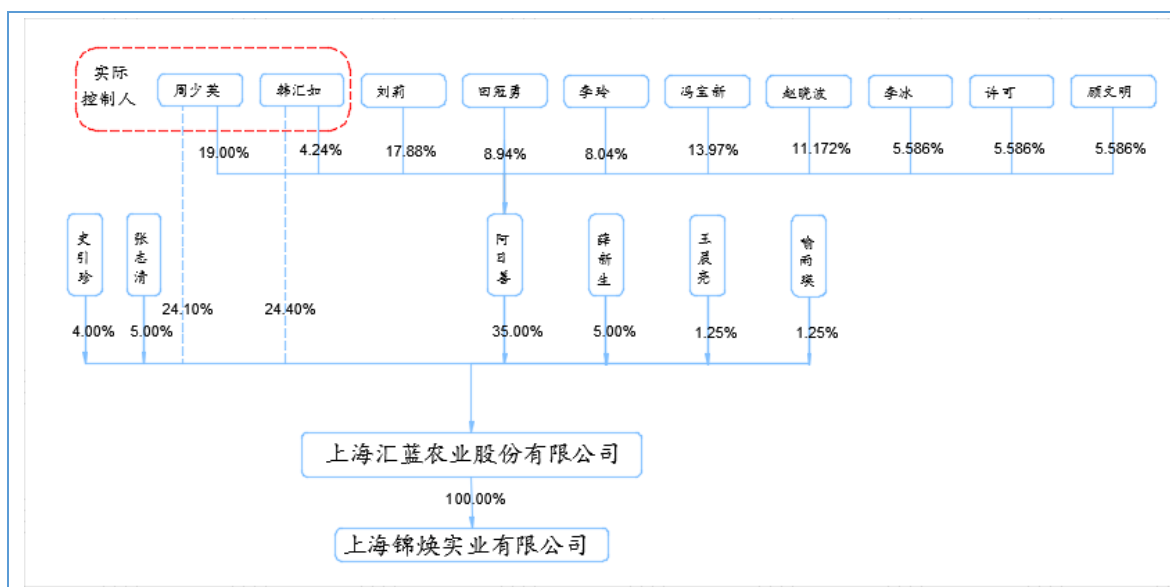 实际
控制人
周少英
韩汇如
刘莉
田冠勇
李玲
冯宝新
赵晓波
李冰
许可
顾文明
19.00%
4.24%
17.88%
8.94%
8.04%
13.97%
11.172%
5.586%
5.586%
5.586%
史引珍
张志清
阿日善
薛新生
王晨亮
喻雨瑛
4.00%
5.00%
24.10%
24.40%
35.00%
5.00%
1.25%
1.25%
上海汇蓝农业股份有限公司
100.00%
上海锦焕实业有限公司